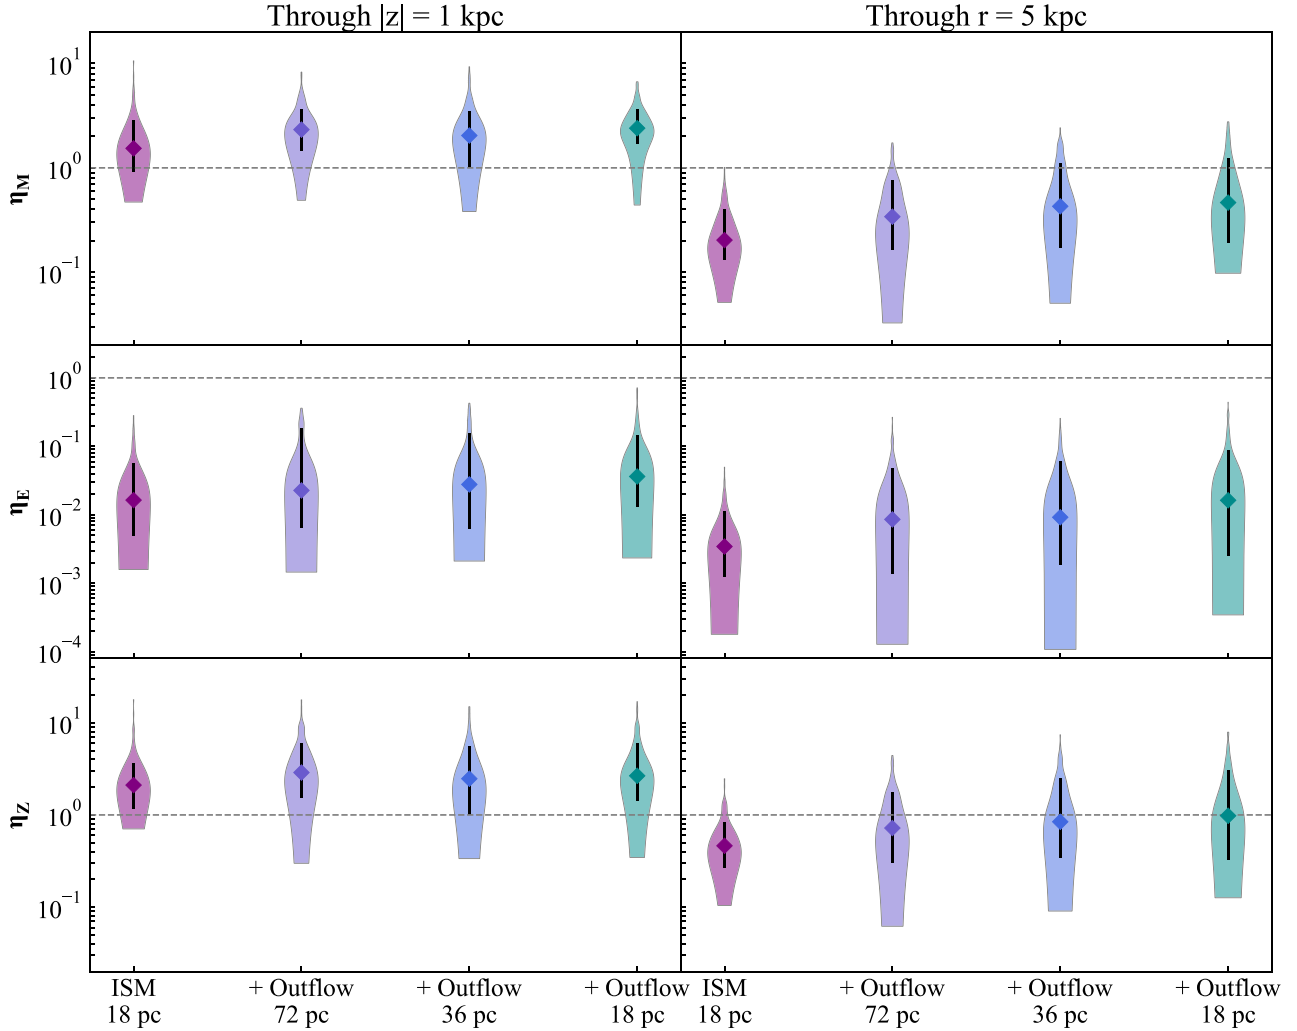 Through |z| = 1 kpc
Through r = 5 kpc
10¹
10⁰
10⁻¹
η_M
10⁰
10⁻¹
10⁻²
10⁻³
10⁻⁴
η_E
10¹
10⁰
10⁻¹
η_Z
ISM + Outflow + Outflow + Outflow ISM + Outflow + Outflow + Outflow
18 pc 72 pc 36 pc 18 pc 18 pc 72 pc 36 pc 18 pc